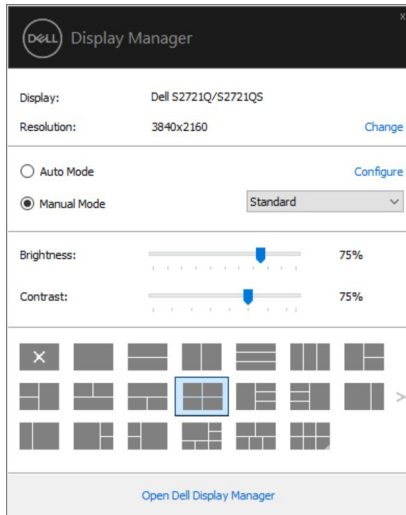 x
DELL Display Manager
Display: Dell S2721Q/S2721QS
Resolution: 3840x2160 Change
Auto Mode Configure
Manual Mode Standard
Brightness: 75%
Contrast: 75%
Open Dell Display Manager